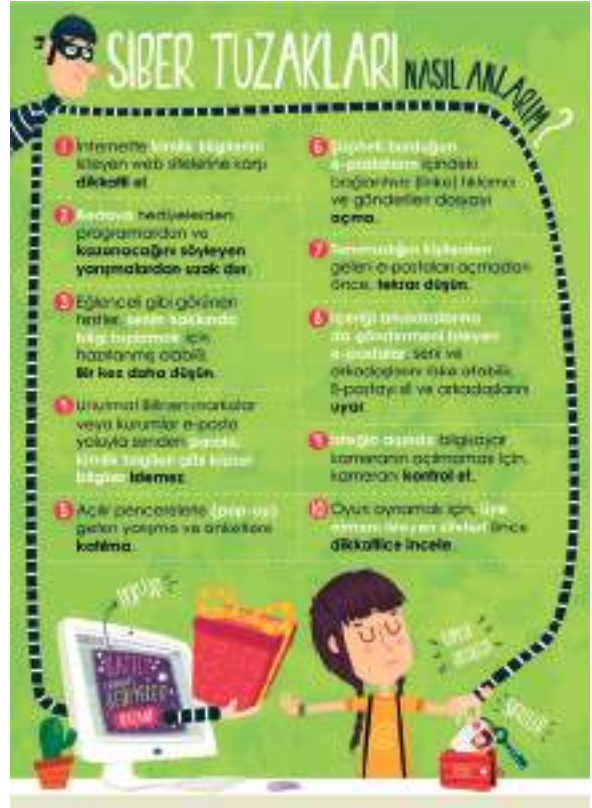 SİBER TUZAKLARI NASIL ANLARIM?
1 İnternette kimlik bilgilerini
isteyen web sitelerine karşı
dikkatli ol.
2 Bedava hediyelerden,
programlardan ve
kazanacağını söyleyen
yarışmalardan uzak dur.
3 Eğlenceli gibi görünen
testler, senin hakkında
bilgi toplamak için
hazırlanmış olabilir.
Bir kez daha düşün.
4 Unutma! Bilinen markalar
veya kurumlar e-posta
yoluyla senden parola,
kimlik bilgileri gibi kişisel
bilgiler istemez.
5 Açılır pencerelerle (pop-up)
gelen yarışma ve anketlere
katılma.
6 Şüpheli bulduğun
e-postaların içindeki
bağlantıya (linke) tıklama
ve gönderilen dosyayı
açma.
7 Tanımadığın kişilerden
gelen e-postaları açmadan
önce, tekrar düşün.
8 İçeriği arkadaşlarına
da göndermeni isteyen
e-postalar, seni ve
arkadaşlarını riske atabilir.
E-postayı sil ve arkadaşlarını
uyar.
9 İsteğin dışında bilgisayar
kameranın açılmaması için,
kameranı kontrol et.
10 Oyun oynamak için, üye
olmanı isteyen siteleri önce
dikkatlice incele.